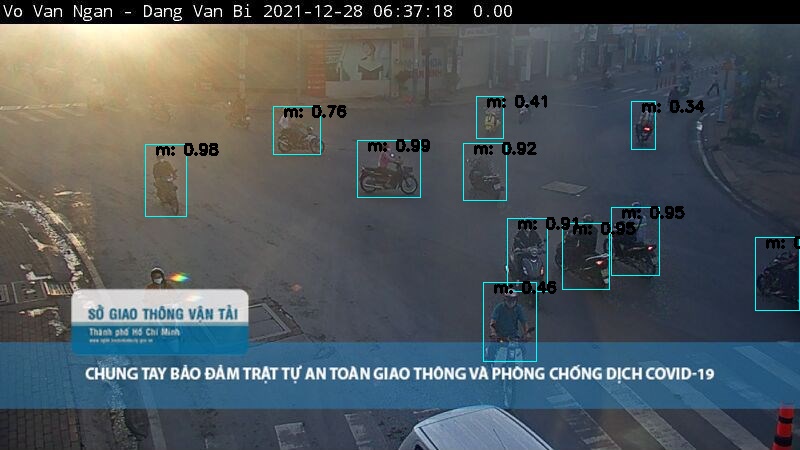 Vo Van Ngan - Dang Van Bi 2021-12-28 06:37:18 0.00
m: 0.41
m: 0.34
m: 0.76
m: 0.98
m: 0.99
m: 0.92
m: 0.95
m: 0.91
m: 0.95
m: 0
m: 0.46
SỞ GIAO THÔNG VẬN TẢI
Thành phố Hồ Chí Minh
CHUNG TAY BẢO ĐẢM TRẬT TỰ AN TOÀN GIAO THÔNG VÀ PHÒNG CHỐNG DỊCH COVID-19